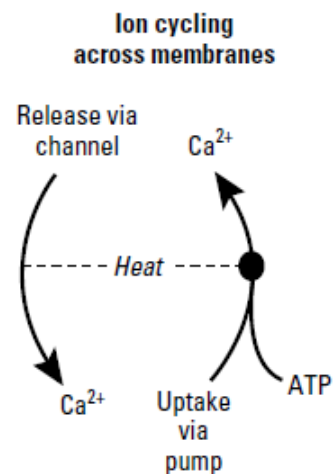 Ion cycling
across membranes
Release via
channel
Ca²⁺
Heat
Ca²⁺
Uptake
via
pump
ATP